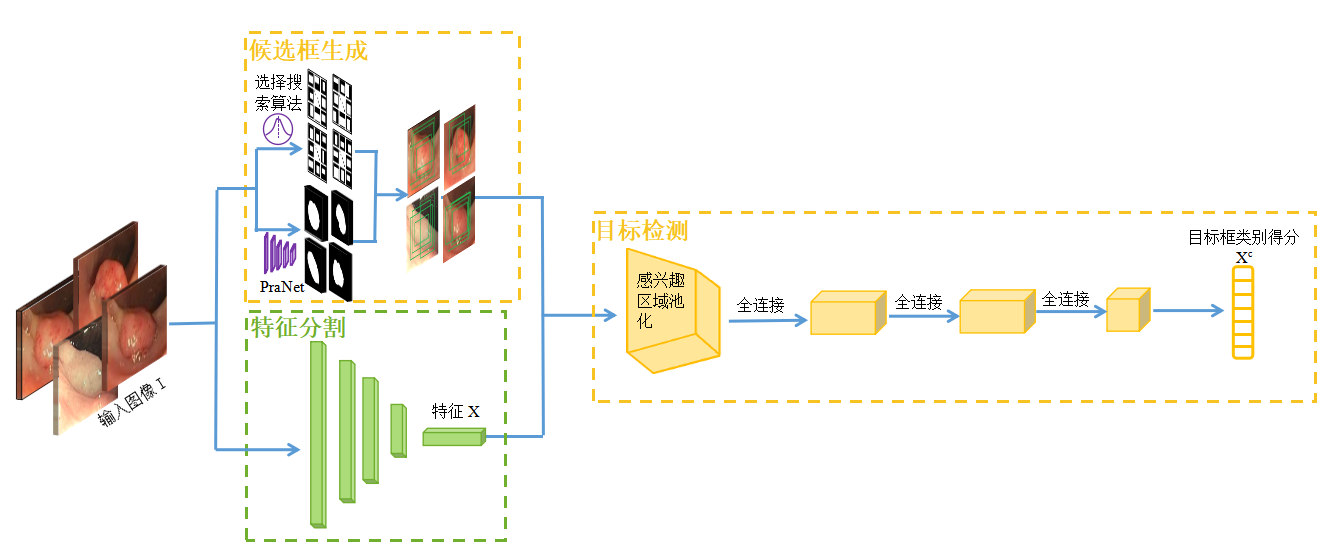 候选框生成
选择搜
索算法
PraNet
输入图像 I
特征分割
特征 X
目标检测
感兴趣
区域池
化
全连接
全连接
全连接
目标框类别得分
Xᶜ